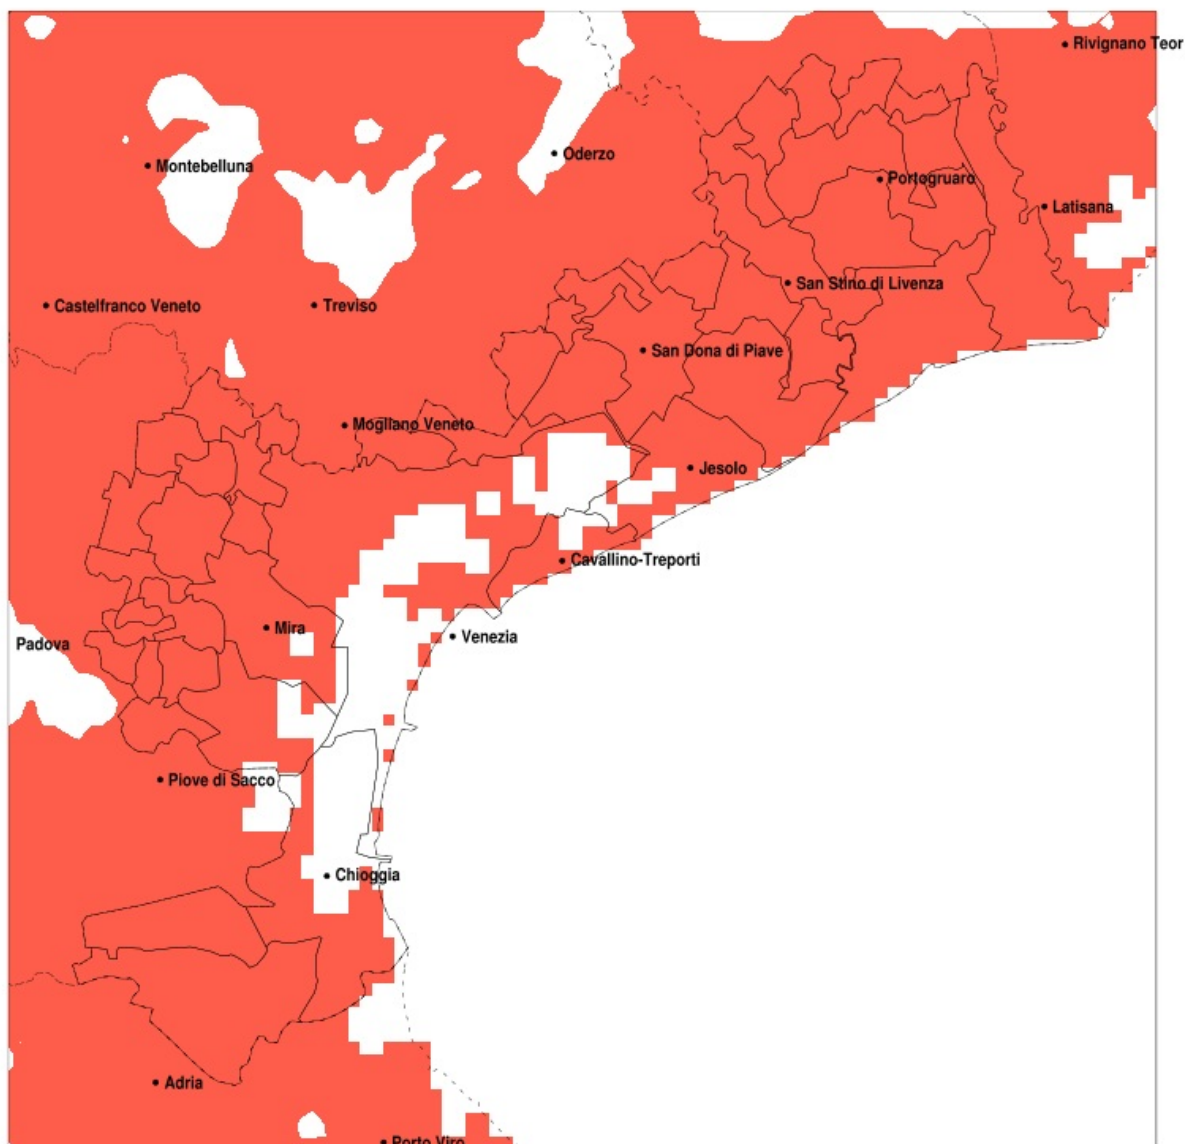 Rivignano Teor
Oderzo
Montebelluna
Portogruaro
Latisana
San Stino di Livenza
Castelfranco Veneto
Treviso
San Dona di Piave
Mogliano Veneto
Jesolo
Cavallino-Treporti
Mira
Venezia
Padova
Piove di Sacco
Chioggia
Adria
Porto Viro